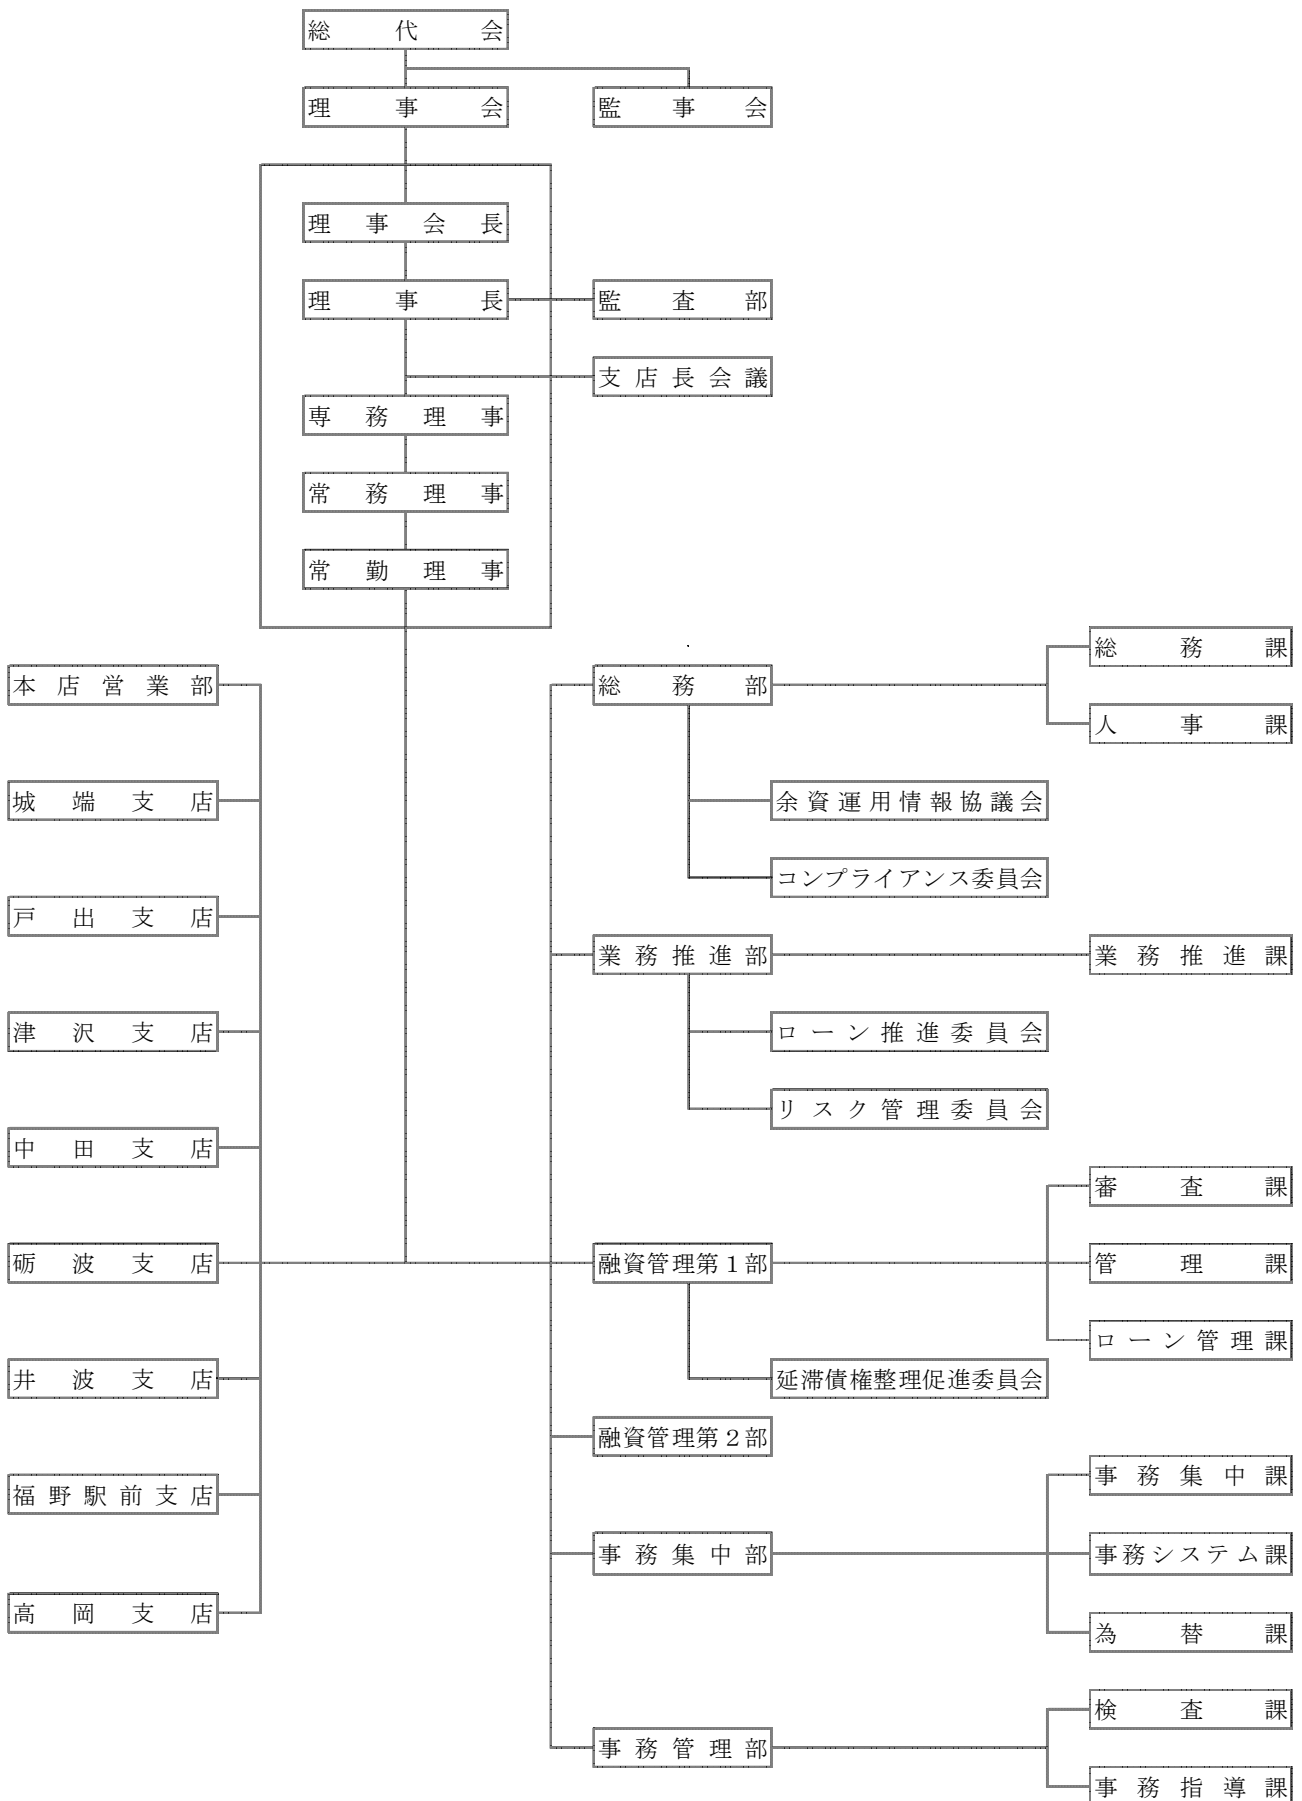 総代会
理事会
監事会
理事会長
理事長
監査部
支店長会議
専務理事
常務理事
常勤理事
本店営業部
城端支店
戸出支店
津沢支店
中田支店
砺波支店
井波支店
福野駅前支店
高岡支店
総務部
総務課
人事課
余資運用情報協議会
コンプライアンス委員会
業務推進部
業務推進課
ローン推進委員会
リスク管理委員会
融資管理第１部
審査課
管理課
ローン管理課
延滞債権整理促進委員会
融資管理第２部
事務集中部
事務集中課
事務システム課
為替課
事務管理部
検査課
事務指導課